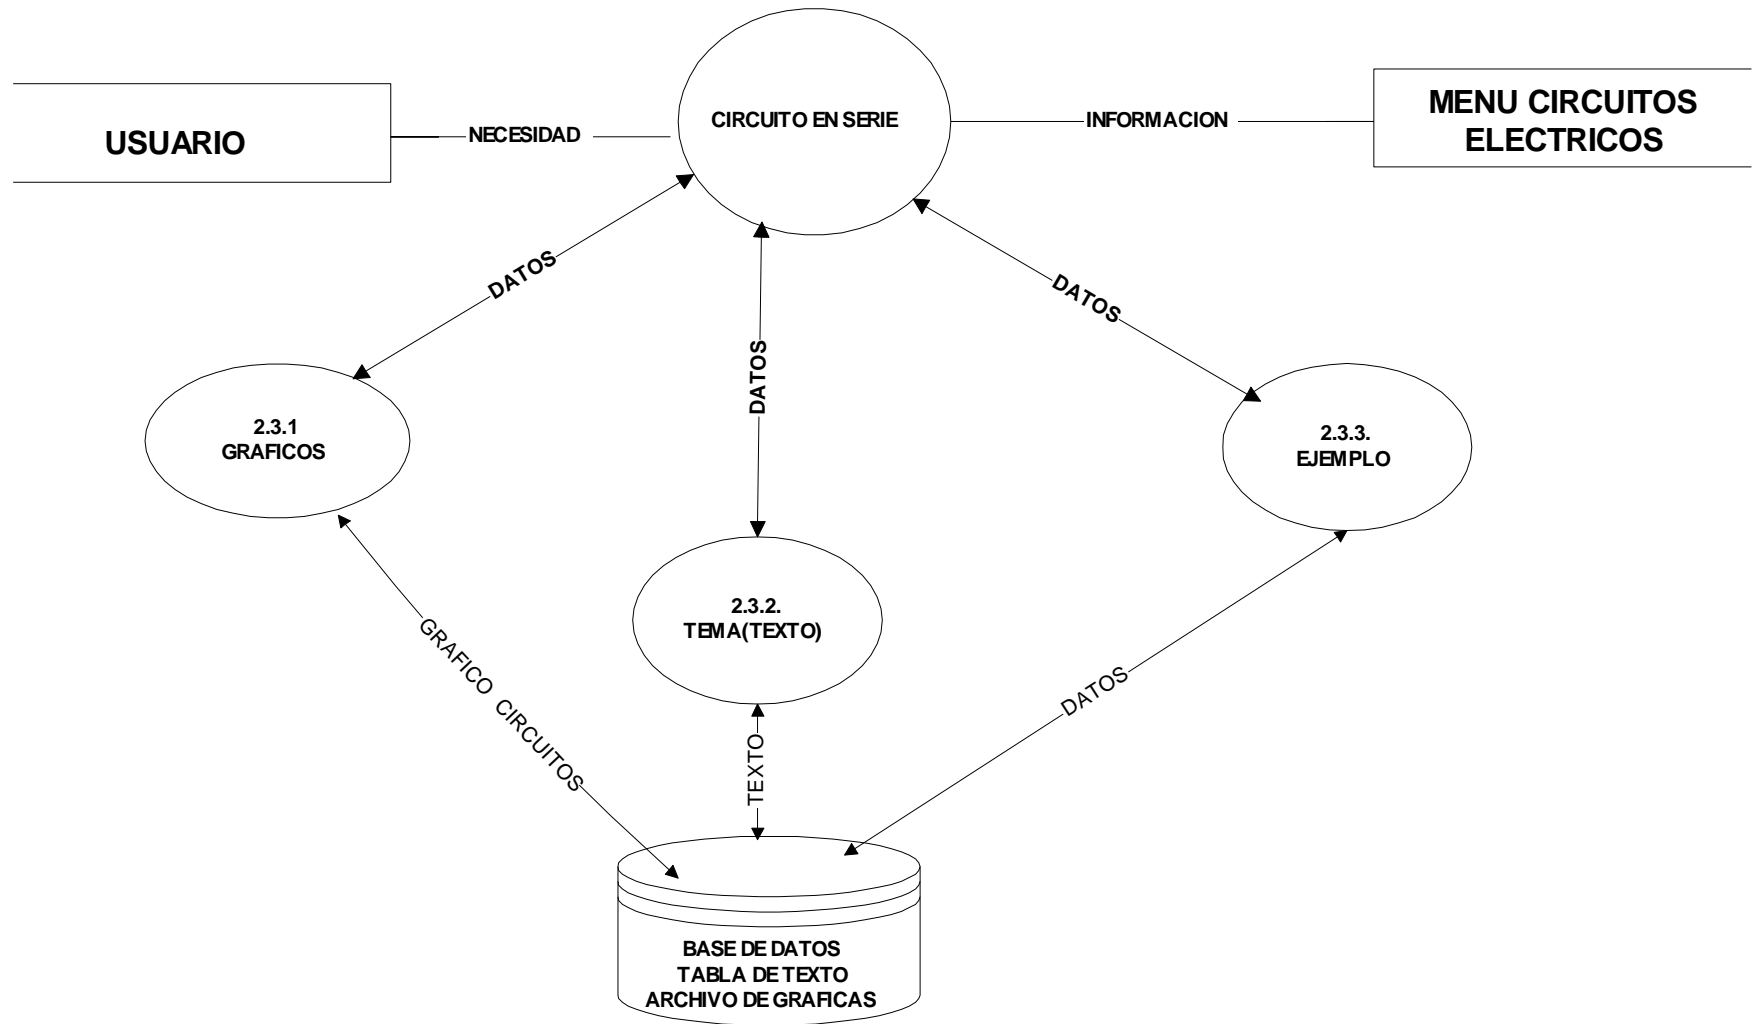 CIRCUITO EN SERIE
USUARIO
NECESIDAD
INFORMACION
MENU CIRCUITOS
ELECTRICOS
DATOS
DATOS
DATOS
2.3.1
GRAFICOS
2.3.2.
TEMA(TEXTO)
2.3.3.
EJEMPLO
GRAFICO CIRCUITOS
TEXTO
DATOS
BASE DE DATOS
TABLA DE TEXTO
ARCHIVO DE GRAFICAS